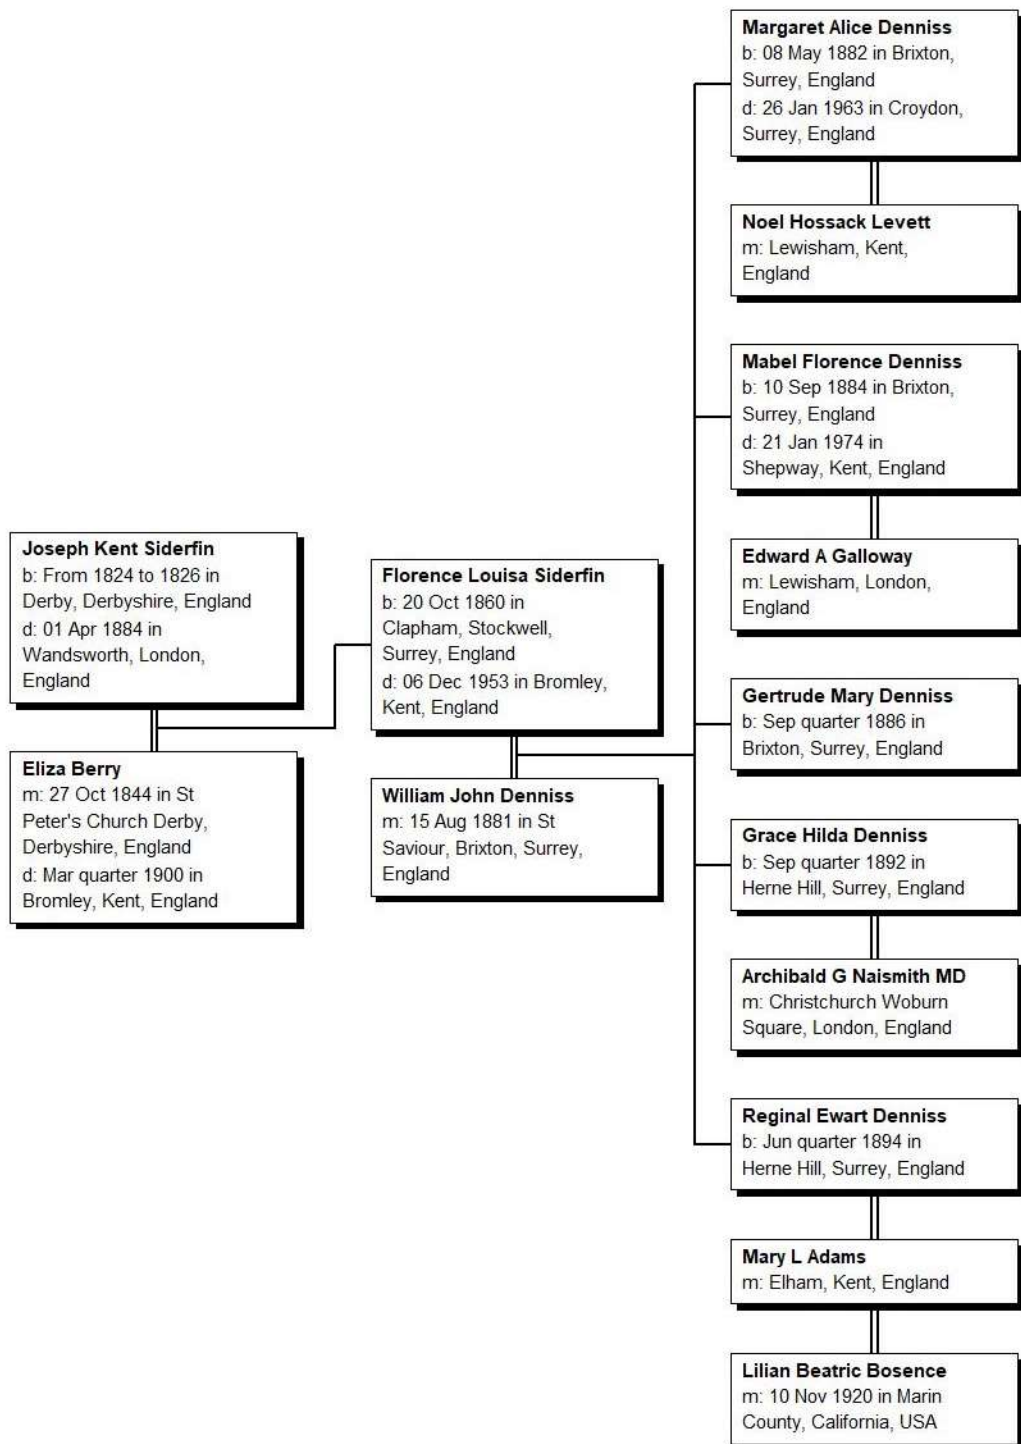 Joseph Kent Siderfin
b: From 1824 to 1826 in
Derby, Derbyshire, England
d: 01 Apr 1884 in
Wandsworth, London,
England
Eliza Berry
m: 27 Oct 1844 in St
Peter's Church Derby,
Derbyshire, England
d: Mar quarter 1900 in
Bromley, Kent, England
Florence Louisa Siderfin
b: 20 Oct 1860 in
Clapham, Stockwell,
Surrey, England
d: 06 Dec 1953 in Bromley,
Kent, England
William John Denniss
m: 15 Aug 1881 in St
Saviour, Brixton, Surrey,
England
Margaret Alice Denniss
b: 08 May 1882 in Brixton,
Surrey, England
d: 26 Jan 1963 in Croydon,
Surrey, England
Noel Hossack Levett
m: Lewisham, Kent,
England
Mabel Florence Denniss
b: 10 Sep 1884 in Brixton,
Surrey, England
d: 21 Jan 1974 in
Shepway, Kent, England
Edward A Galloway
m: Lewisham, London,
England
Gertrude Mary Denniss
b: Sep quarter 1886 in
Brixton, Surrey, England
Grace Hilda Denniss
b: Sep quarter 1892 in
Herne Hill, Surrey, England
Archibald G Naismith MD
m: Christchurch Woburn
Square, London, England
Reginal Ewart Denniss
b: Jun quarter 1894 in
Herne Hill, Surrey, England
Mary L Adams
m: Elham, Kent, England
Lilian Beatric Bosence
m: 10 Nov 1920 in Marin
County, California, USA